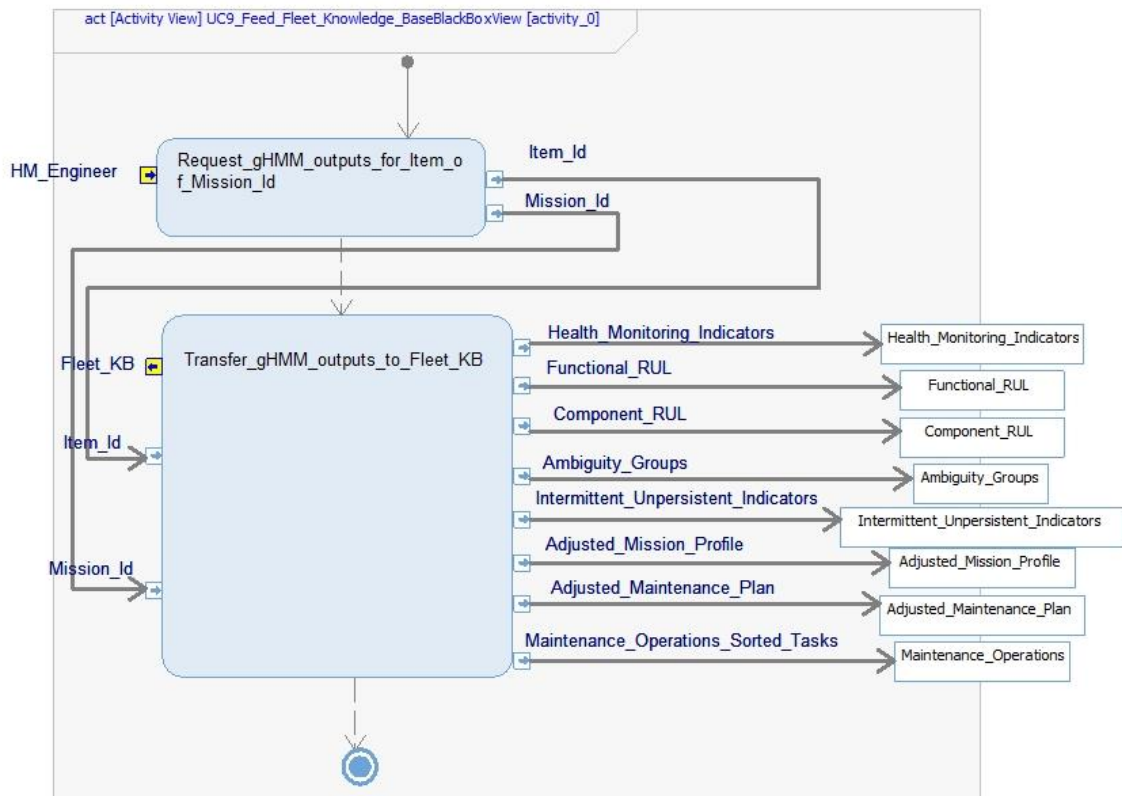 act [Activity View] UC9_Feed_Fleet_Knowledge_BaseBlackBoxView [activity_0]
HM_Engineer
Request_gHMM_outputs_for_Item_o
f_Mission_Id
Item_Id
Mission_Id
Fleet_KB
Transfer_gHMM_outputs_to_Fleet_KB
Item_Id
Mission_Id
Health_Monitoring_Indicators
Health_Monitoring_Indicators
Functional_RUL
Functional_RUL
Component_RUL
Component_RUL
Ambiguity_Groups
Ambiguity_Groups
Intermittent_Unpersistent_Indicators
Intermittent_Unpersistent_Indicators
Adjusted_Mission_Profile
Adjusted_Mission_Profile
Adjusted_Maintenance_Plan
Adjusted_Maintenance_Plan
Maintenance_Operations_Sorted_Tasks
Maintenance_Operations